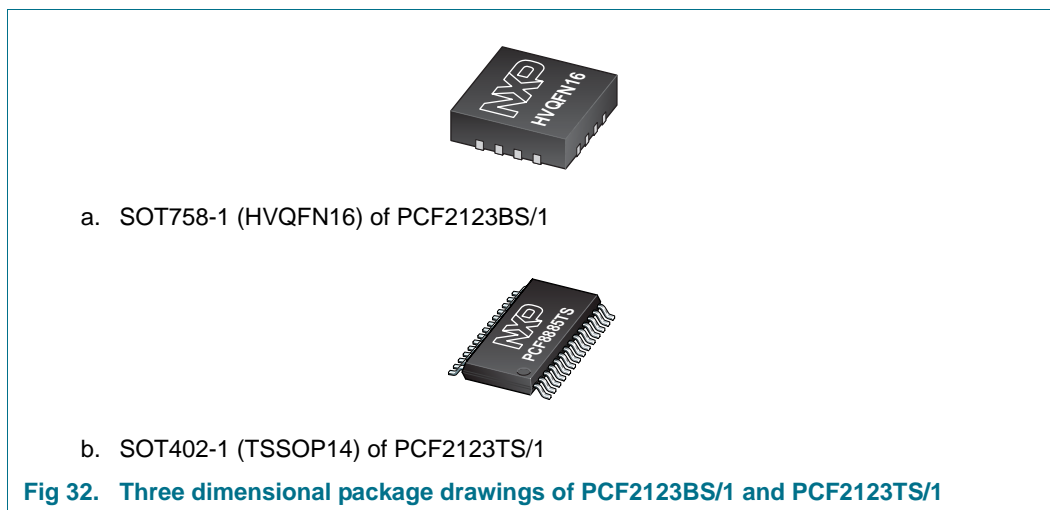 NXP
HVQFN16
a. SOT758-1 (HVQFN16) of PCF2123BS/1
NXP
PCF8885TS
b. SOT402-1 (TSSOP14) of PCF2123TS/1
Fig 32. Three dimensional package drawings of PCF2123BS/1 and PCF2123TS/1